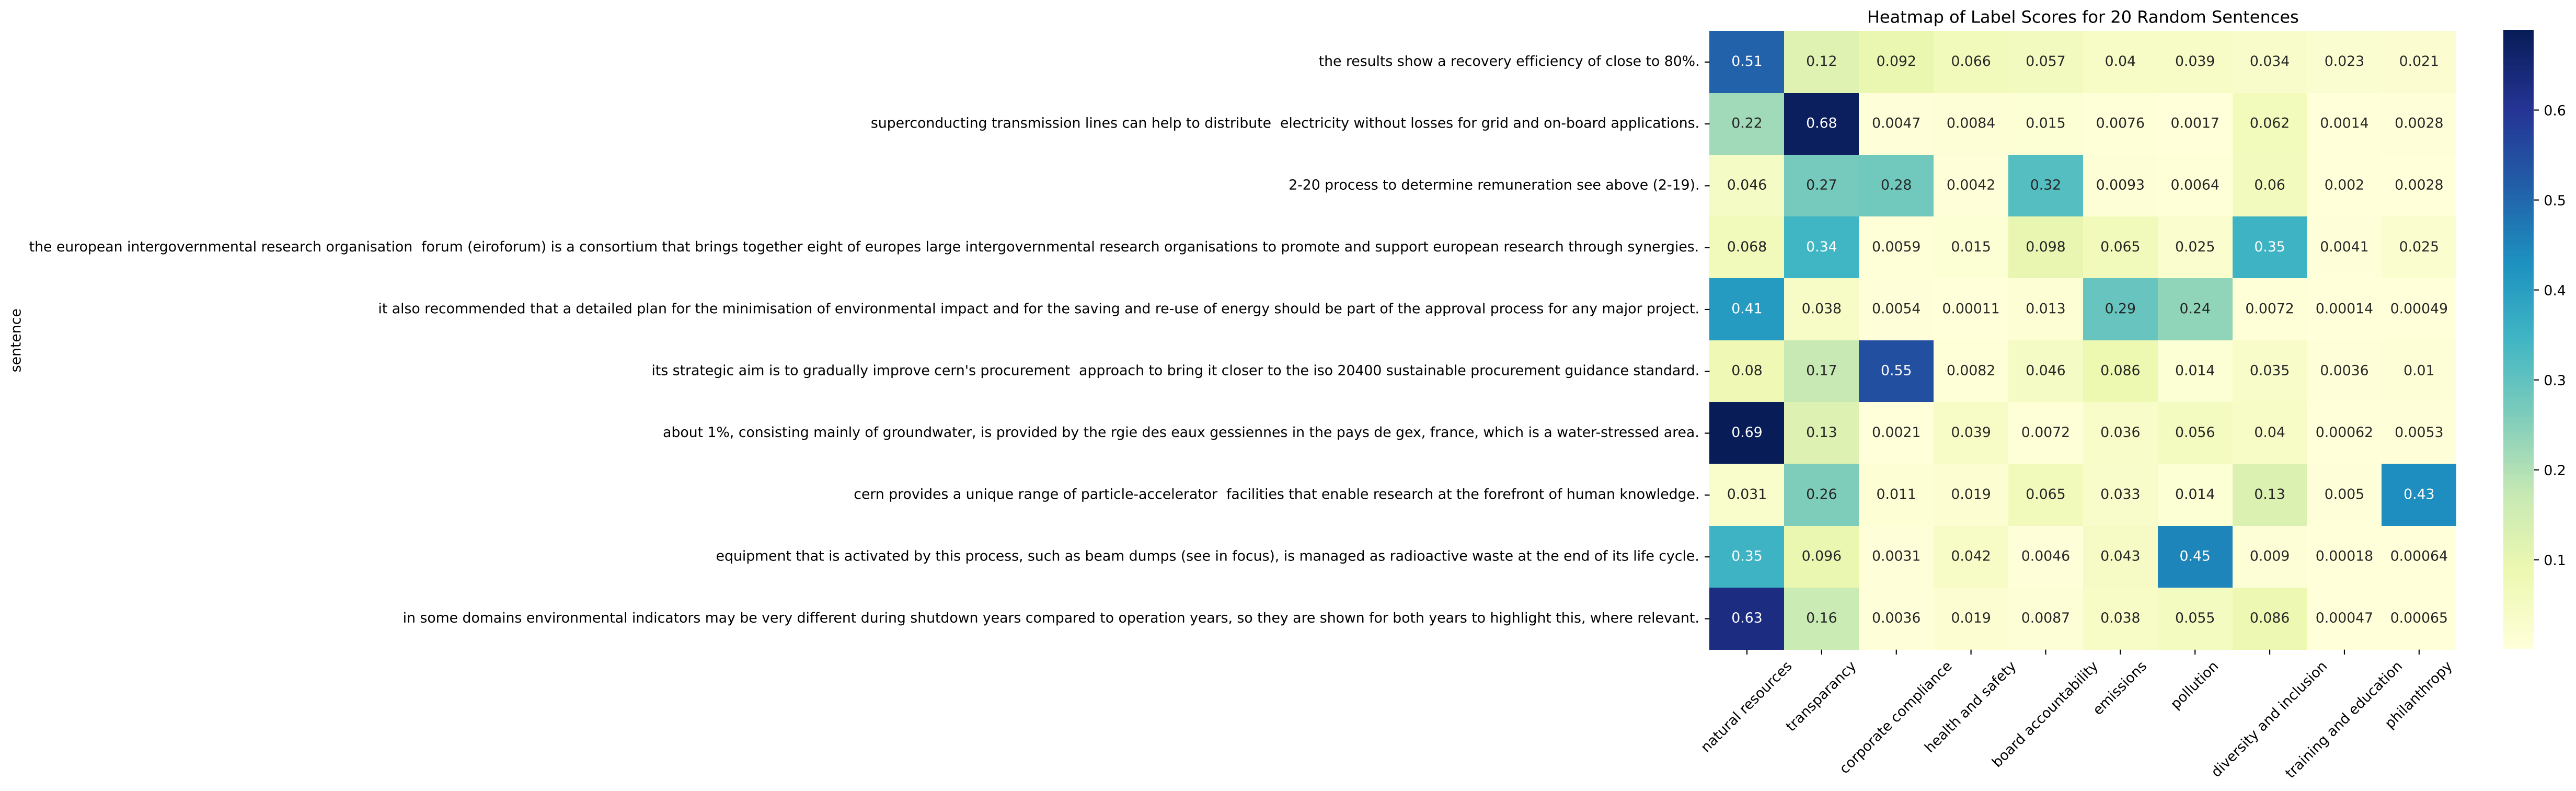 Heatmap of Label Scores for 20 Random Sentences
the results show a recovery efficiency of close to 80%. 0.51 0.12 0.092 0.066 0.057 0.04 0.039 0.034 0.023 0.021
superconducting transmission lines can help to distribute  electricity without losses for grid and on-board applications. 0.22 0.68 0.0047 0.0084 0.015 0.0076 0.0017 0.062 0.0014 0.0028
2-20 process to determine remuneration see above (2-19). 0.046 0.27 0.28 0.0042 0.32 0.0093 0.0064 0.06 0.002 0.0028
the european intergovernmental research organisation  forum (eiroforum) is a consortium that brings together eight of europes large intergovernmental research organisations to promote and support european research through synergies. 0.068 0.34 0.0059 0.015 0.098 0.065 0.025 0.35 0.0041 0.025
it also recommended that a detailed plan for the minimisation of environmental impact and for the saving and re-use of energy should be part of the approval process for any major project. 0.41 0.038 0.0054 0.00011 0.013 0.29 0.24 0.0072 0.00014 0.00049
its strategic aim is to gradually improve cern's procurement  approach to bring it closer to the iso 20400 sustainable procurement guidance standard. 0.08 0.17 0.55 0.0082 0.046 0.086 0.014 0.035 0.0036 0.01
about 1%, consisting mainly of groundwater, is provided by the rgie des eaux gessiennes in the pays de gex, france, which is a water-stressed area. 0.69 0.13 0.0021 0.039 0.0072 0.036 0.056 0.04 0.00062 0.0053
cern provides a unique range of particle-accelerator  facilities that enable research at the forefront of human knowledge. 0.031 0.26 0.011 0.019 0.065 0.033 0.014 0.13 0.005 0.43
equipment that is activated by this process, such as beam dumps (see in focus), is managed as radioactive waste at the end of its life cycle. 0.35 0.096 0.0031 0.042 0.0046 0.043 0.45 0.009 0.00018 0.00064
in some domains environmental indicators may be very different during shutdown years compared to operation years, so they are shown for both years to highlight this, where relevant. 0.63 0.16 0.0036 0.019 0.0087 0.038 0.055 0.086 0.00047 0.00065
sentence
natural resources
transparancy
corporate compliance
health and safety
board accountability
emissions
pollution
diversity and inclusion
training and education
philanthropy
0.6
0.5
0.4
0.3
0.2
0.1